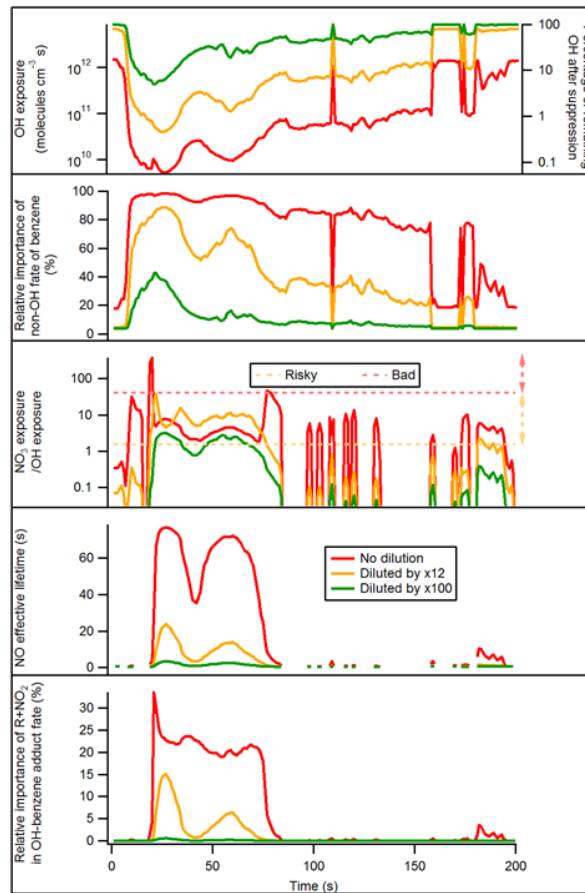 OH exposure
(molecules cm⁻³ s)
10¹²
10¹¹
10¹⁰
100
10
1
0.1
OH after suppression
Relative importance of
non-OH fate of benzene
(%)
100
80
60
40
20
0
NO₃ exposure
/OH exposure
100
10
1
0.1
Risky
Bad
NO effective lifetime (s)
60
40
20
0
No dilution
Diluted by x12
Diluted by x100
Relative importance of R+NO₂
in OH-benzene adduct fate (%)
30
25
20
15
10
5
0
0
50
100
150
200
Time (s)